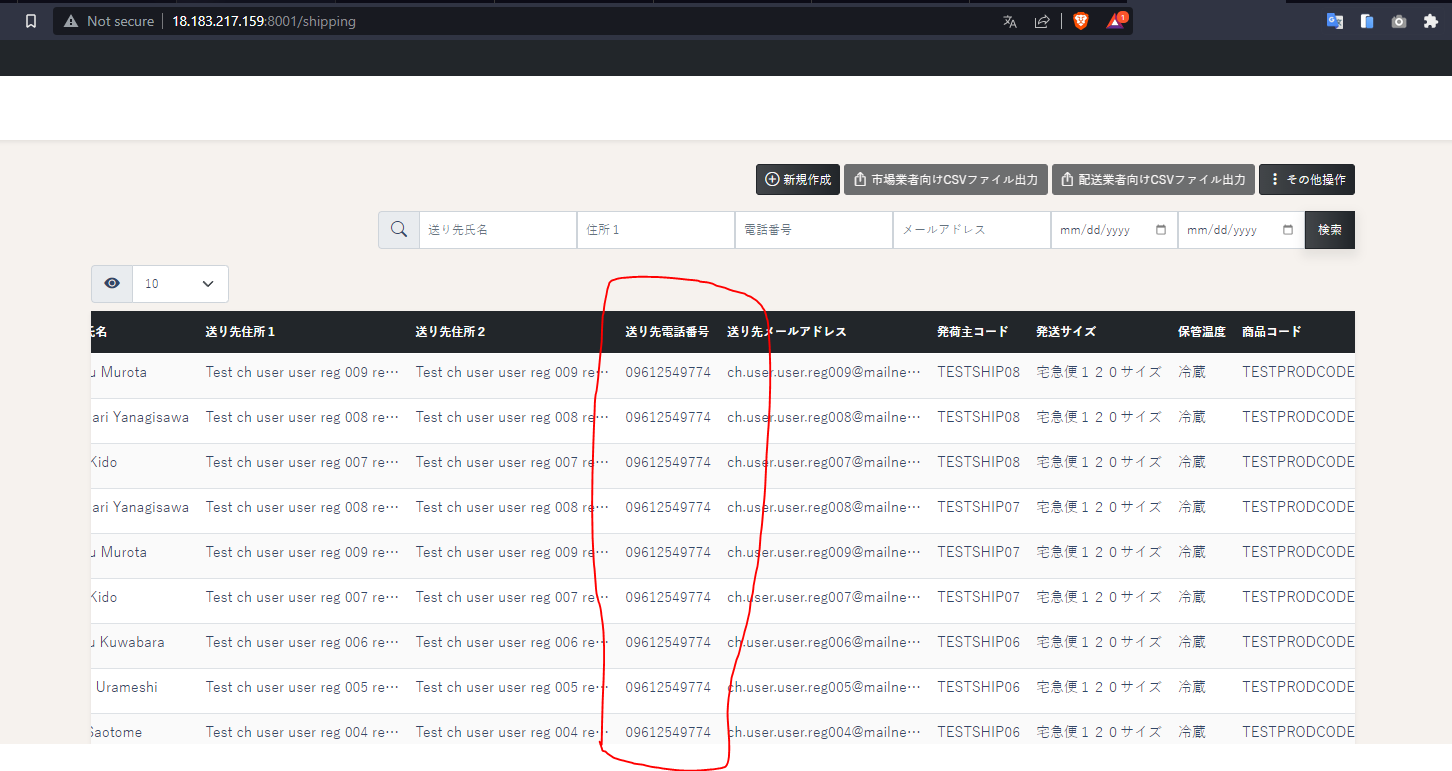 Not secure 18.183.217.159:8001/shipping 1
新規作成 市場業者向けCSVファイル出力 配送業者向けCSVファイル出力 その他操作
送り先氏名 住所１ 電話番号 メールアドレス mm/dd/yyyy mm/dd/yyyy 検索
10
氏名 送り先住所１ 送り先住所２ 送り先電話番号 送り先メールアドレス 発荷主コード 発送サイズ 保管温度 商品コード
u Murota Test ch user user reg 009 re… Test ch user user reg 009 re… 09612549774 ch.user.user.reg009@mailne… TESTSHIP08 宅急便１２０サイズ 冷蔵 TESTPRODCODE
ari Yanagisawa Test ch user user reg 008 re… Test ch user user reg 008 re… 09612549774 ch.user.user.reg008@mailne… TESTSHIP08 宅急便１２０サイズ 冷蔵 TESTPRODCODE
Kido Test ch user user reg 007 re… Test ch user user reg 007 re… 09612549774 ch.user.user.reg007@mailne… TESTSHIP08 宅急便１２０サイズ 冷蔵 TESTPRODCODE
ari Yanagisawa Test ch user user reg 008 re… Test ch user user reg 008 re… 09612549774 ch.user.user.reg008@mailne… TESTSHIP07 宅急便１２０サイズ 冷蔵 TESTPRODCODE
u Murota Test ch user user reg 009 re… Test ch user user reg 009 re… 09612549774 ch.user.user.reg009@mailne… TESTSHIP07 宅急便１２０サイズ 冷蔵 TESTPRODCODE
Kido Test ch user user reg 007 re… Test ch user user reg 007 re… 09612549774 ch.user.user.reg007@mailne… TESTSHIP07 宅急便１２０サイズ 冷蔵 TESTPRODCODE
u Kuwabara Test ch user user reg 006 re… Test ch user user reg 006 re… 09612549774 ch.user.user.reg006@mailne… TESTSHIP06 宅急便１２０サイズ 冷蔵 TESTPRODCODE
Urameshi Test ch user user reg 005 re… Test ch user user reg 005 re… 09612549774 ch.user.user.reg005@mailne… TESTSHIP06 宅急便１２０サイズ 冷蔵 TESTPRODCODE
Saotome Test ch user user reg 004 re… Test ch user user reg 004 re… 09612549774 ch.user.user.reg004@mailne… TESTSHIP06 宅急便１２０サイズ 冷蔵 TESTPRODCODE